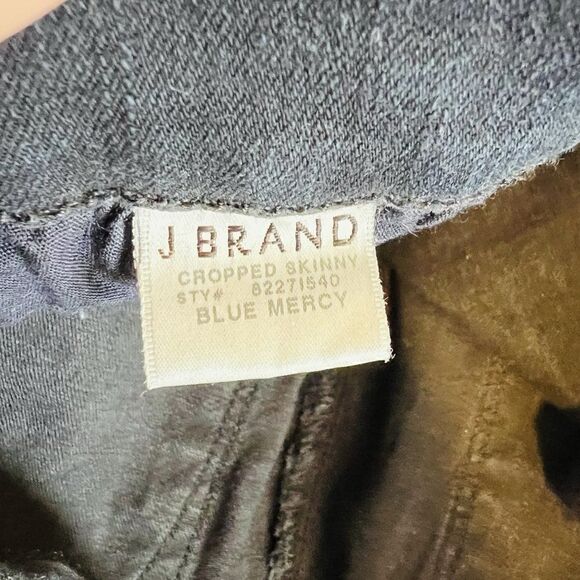 J BRAND
CROPPED SKINNY
STY# 8227I540
BLUE MERCY